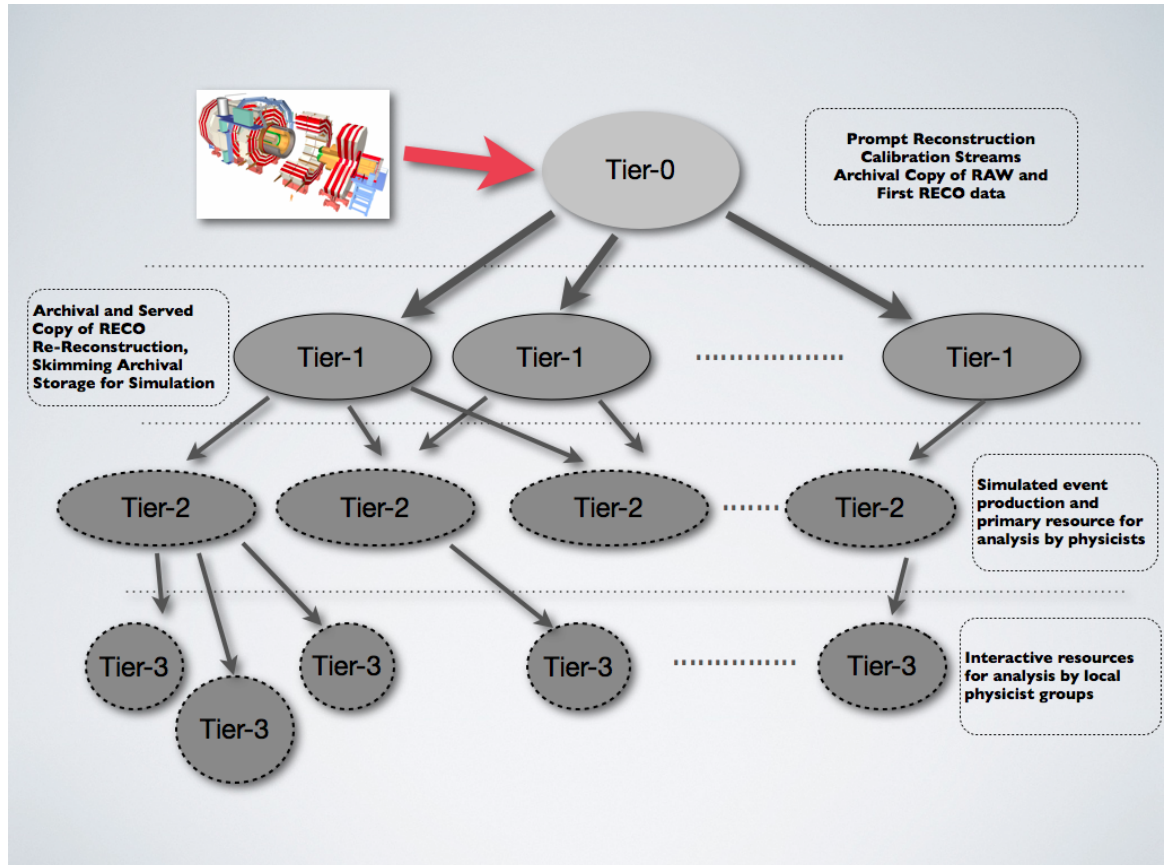 Tier-0
Prompt Reconstruction
Calibration Streams
Archival Copy of RAW and
First RECO data
Archival and Served
Copy of RECO
Re-Reconstruction,
Skimming Archival
Storage for Simulation
Tier-1
Tier-1
Tier-1
Tier-2
Tier-2
Tier-2
Tier-2
Simulated event
production and
primary resource for
analysis by physicists
Tier-3
Tier-3
Tier-3
Tier-3
Tier-3
Interactive resources
for analysis by local
physicist groups